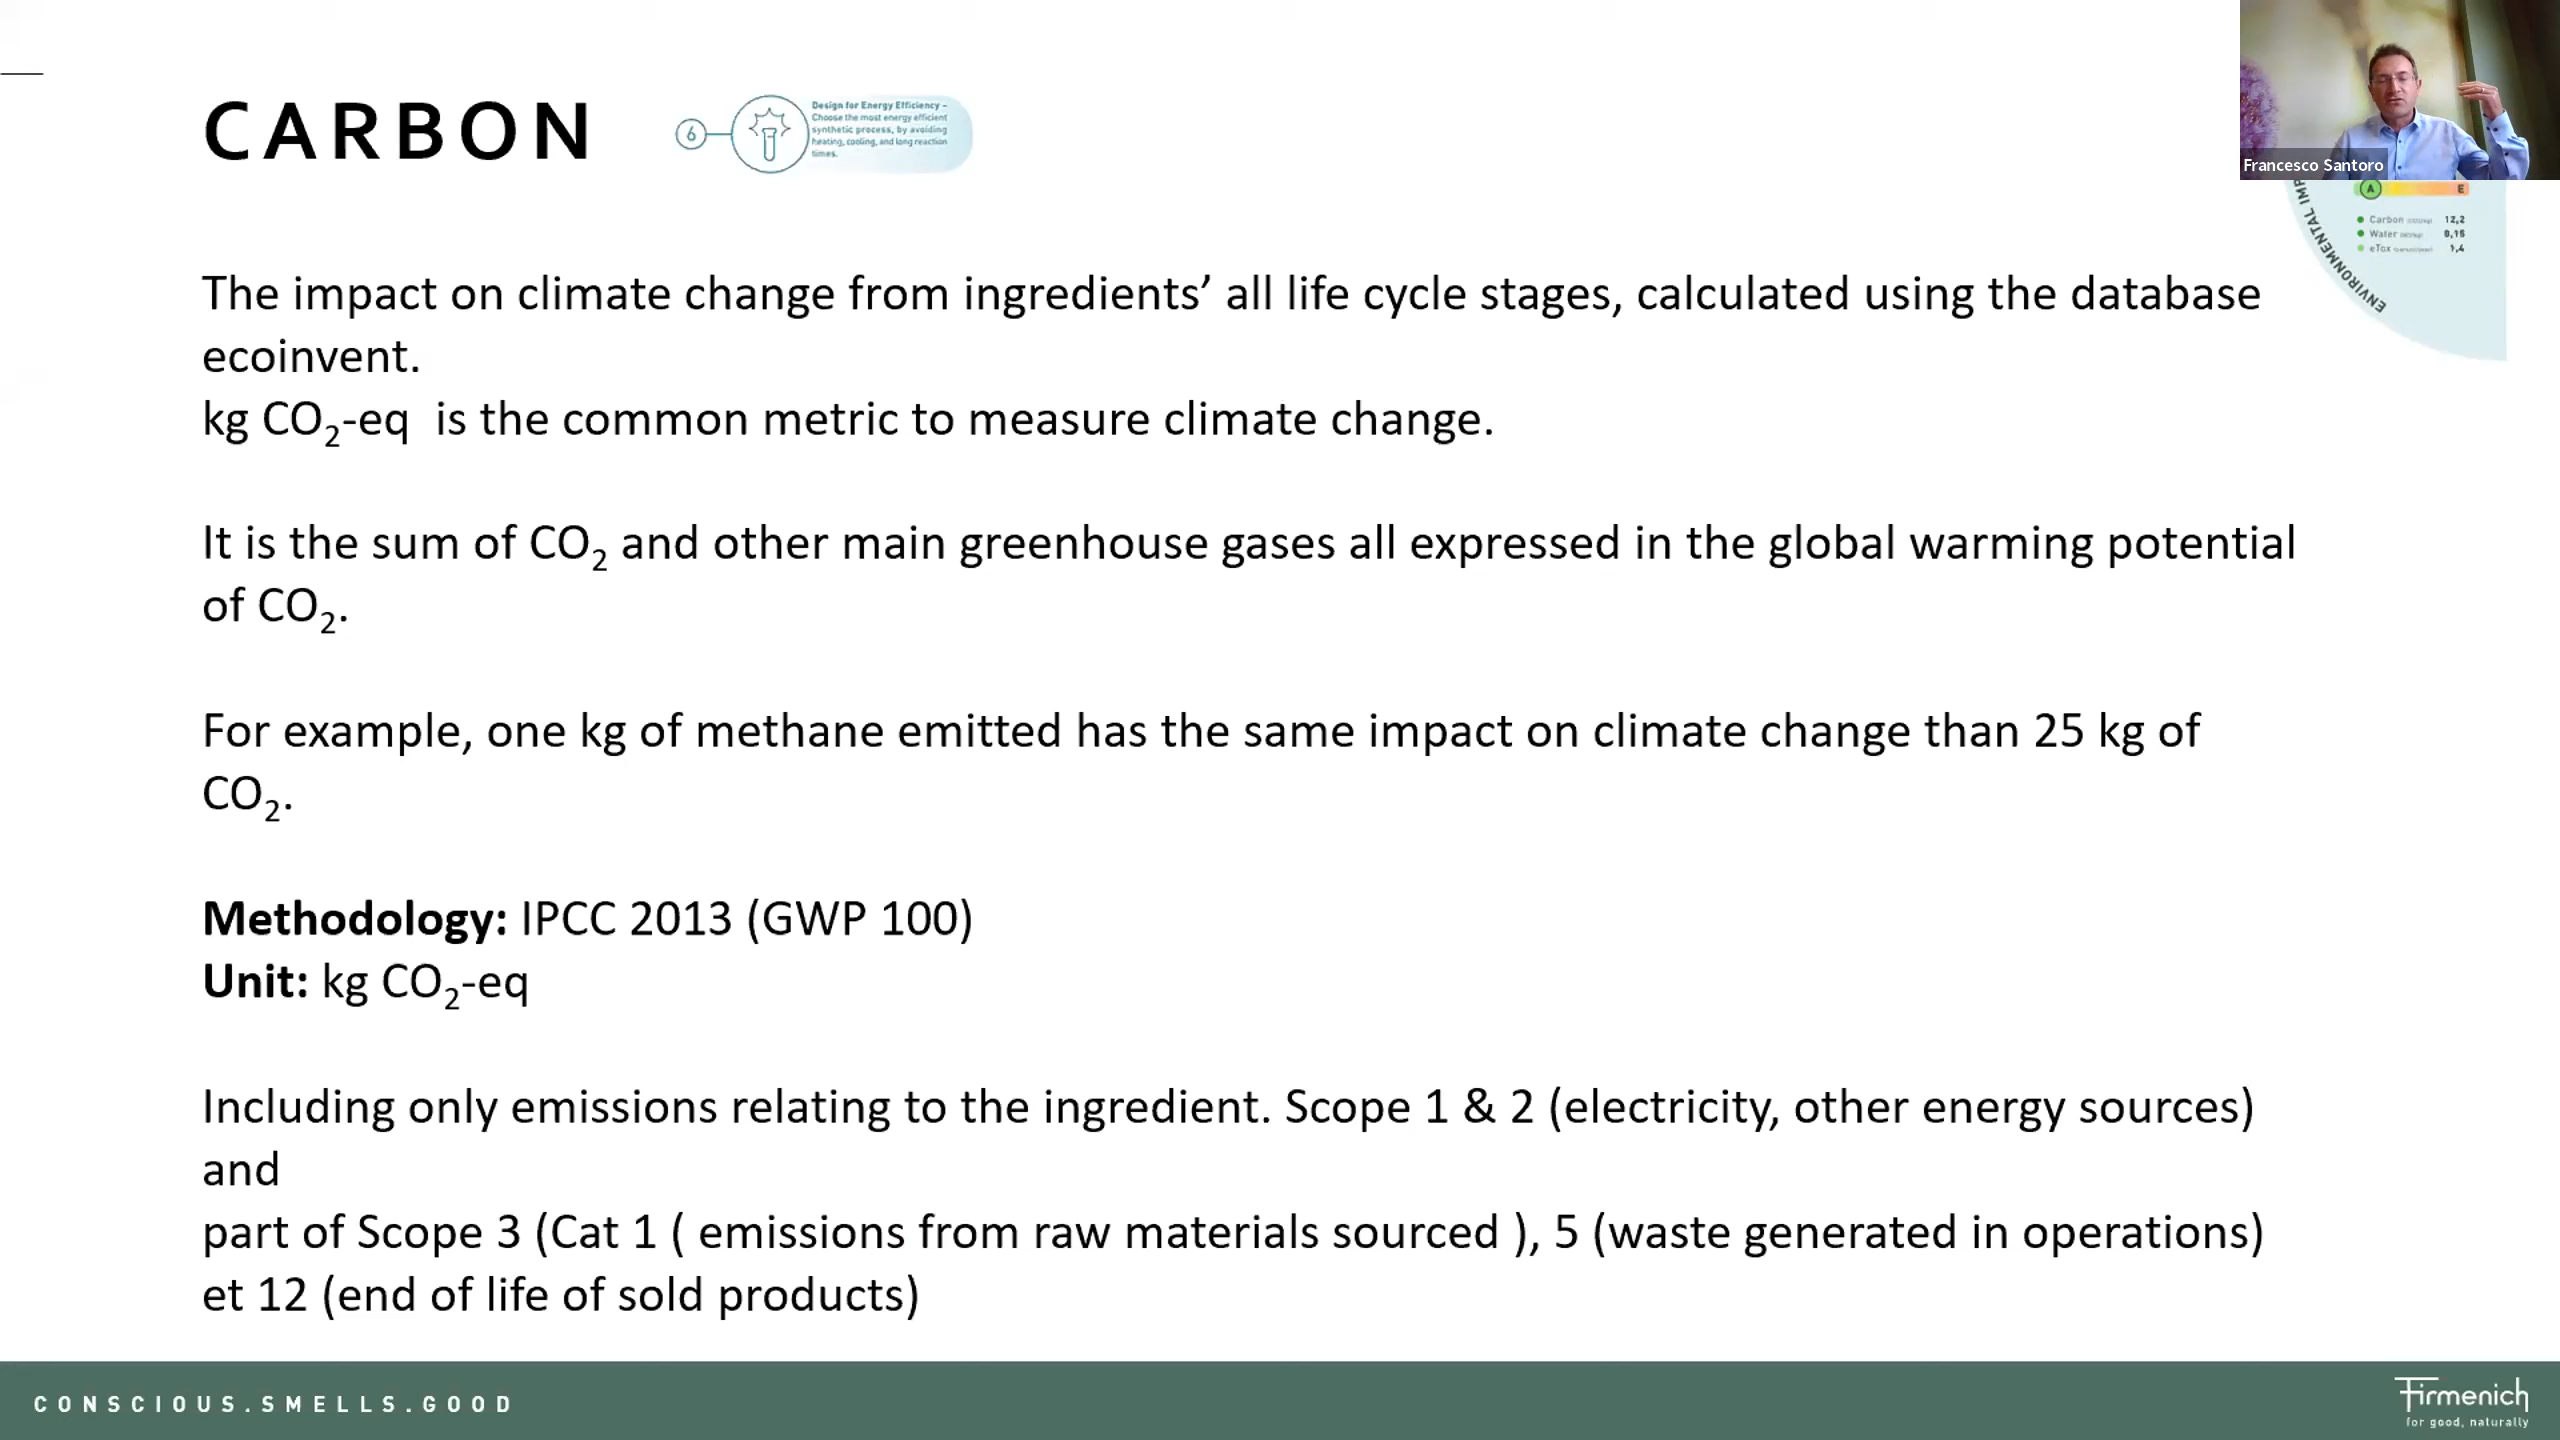 CARBON
6
Design for Energy Efficiency –
Choose the most energy efficient
synthetic process, by avoiding
heating, cooling, and long reaction
times.
Francesco Santoro
A
E
Carbon
12,2
Water
0,15
eTox
1,4
ENVIRONMENTAL
The impact on climate change from ingredients’ all life cycle stages, calculated using the database
ecoinvent.
kg CO₂-eq  is the common metric to measure climate change.
It is the sum of CO₂ and other main greenhouse gases all expressed in the global warming potential
of CO₂.
For example, one kg of methane emitted has the same impact on climate change than 25 kg of
CO₂.
Methodology: IPCC 2013 (GWP 100)
Unit: kg CO₂-eq
Including only emissions relating to the ingredient. Scope 1 & 2 (electricity, other energy sources)
and
part of Scope 3 (Cat 1 ( emissions from raw materials sourced ), 5 (waste generated in operations)
et 12 (end of life of sold products)
CONSCIOUS.SMELLS.GOOD
Firmenich
for good, naturally